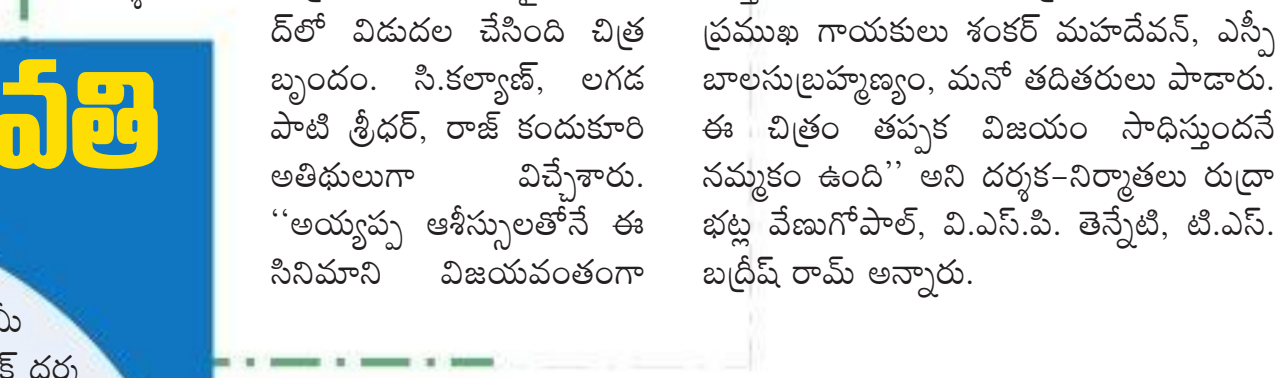 వతి
మీ
క్ దర్శ
ద్‌లో విడుదల చేసింది చిత్ర
బృందం. సి.కల్యాణ్, లగడ
పాటి శ్రీధర్, రాజ్ కందుకూరి
అతిథులుగా విచ్చేశారు.
‘‘అయ్యప్ప ఆశీస్సులతోనే ఈ
సినిమాని విజయవంతంగా
ప్రముఖ గాయకులు శంకర్ మహదేవన్, ఎస్పీ
బాలసుబ్రహ్మణ్యం, మనో తదితరులు పాడారు.
ఈ చిత్రం తప్పక విజయం సాధిస్తుందనే
నమ్మకం ఉంది’’ అని దర్శక–నిర్మాతలు రుద్రా
భట్ల వేణుగోపాల్, వి.ఎస్.పి. తెన్నేటి, టి.ఎస్.
బద్రీష్ రామ్ అన్నారు.